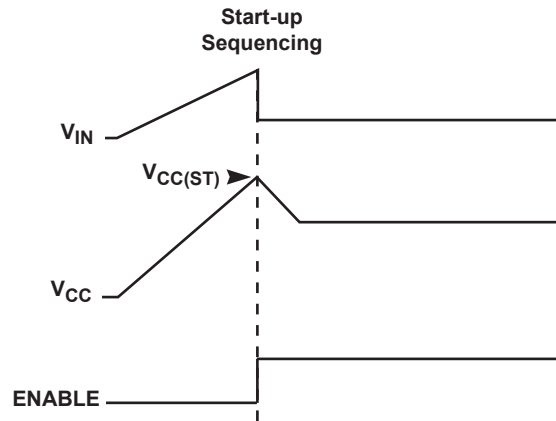 Start-up
Sequencing
VIN
VCC(ST)
VCC
ENABLE